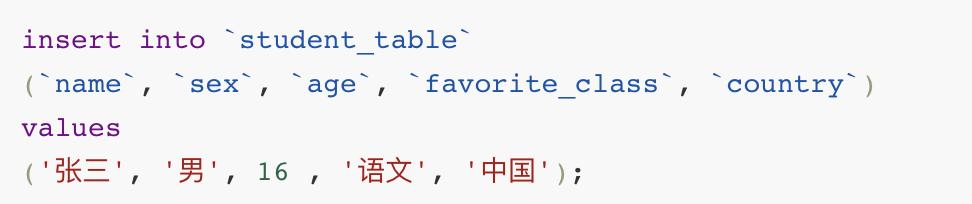 insert into `student_table`
(`name`, `sex`, `age`, `favorite_class`, `country`)
values
('张三', '男', 16 , '语文', '中国');